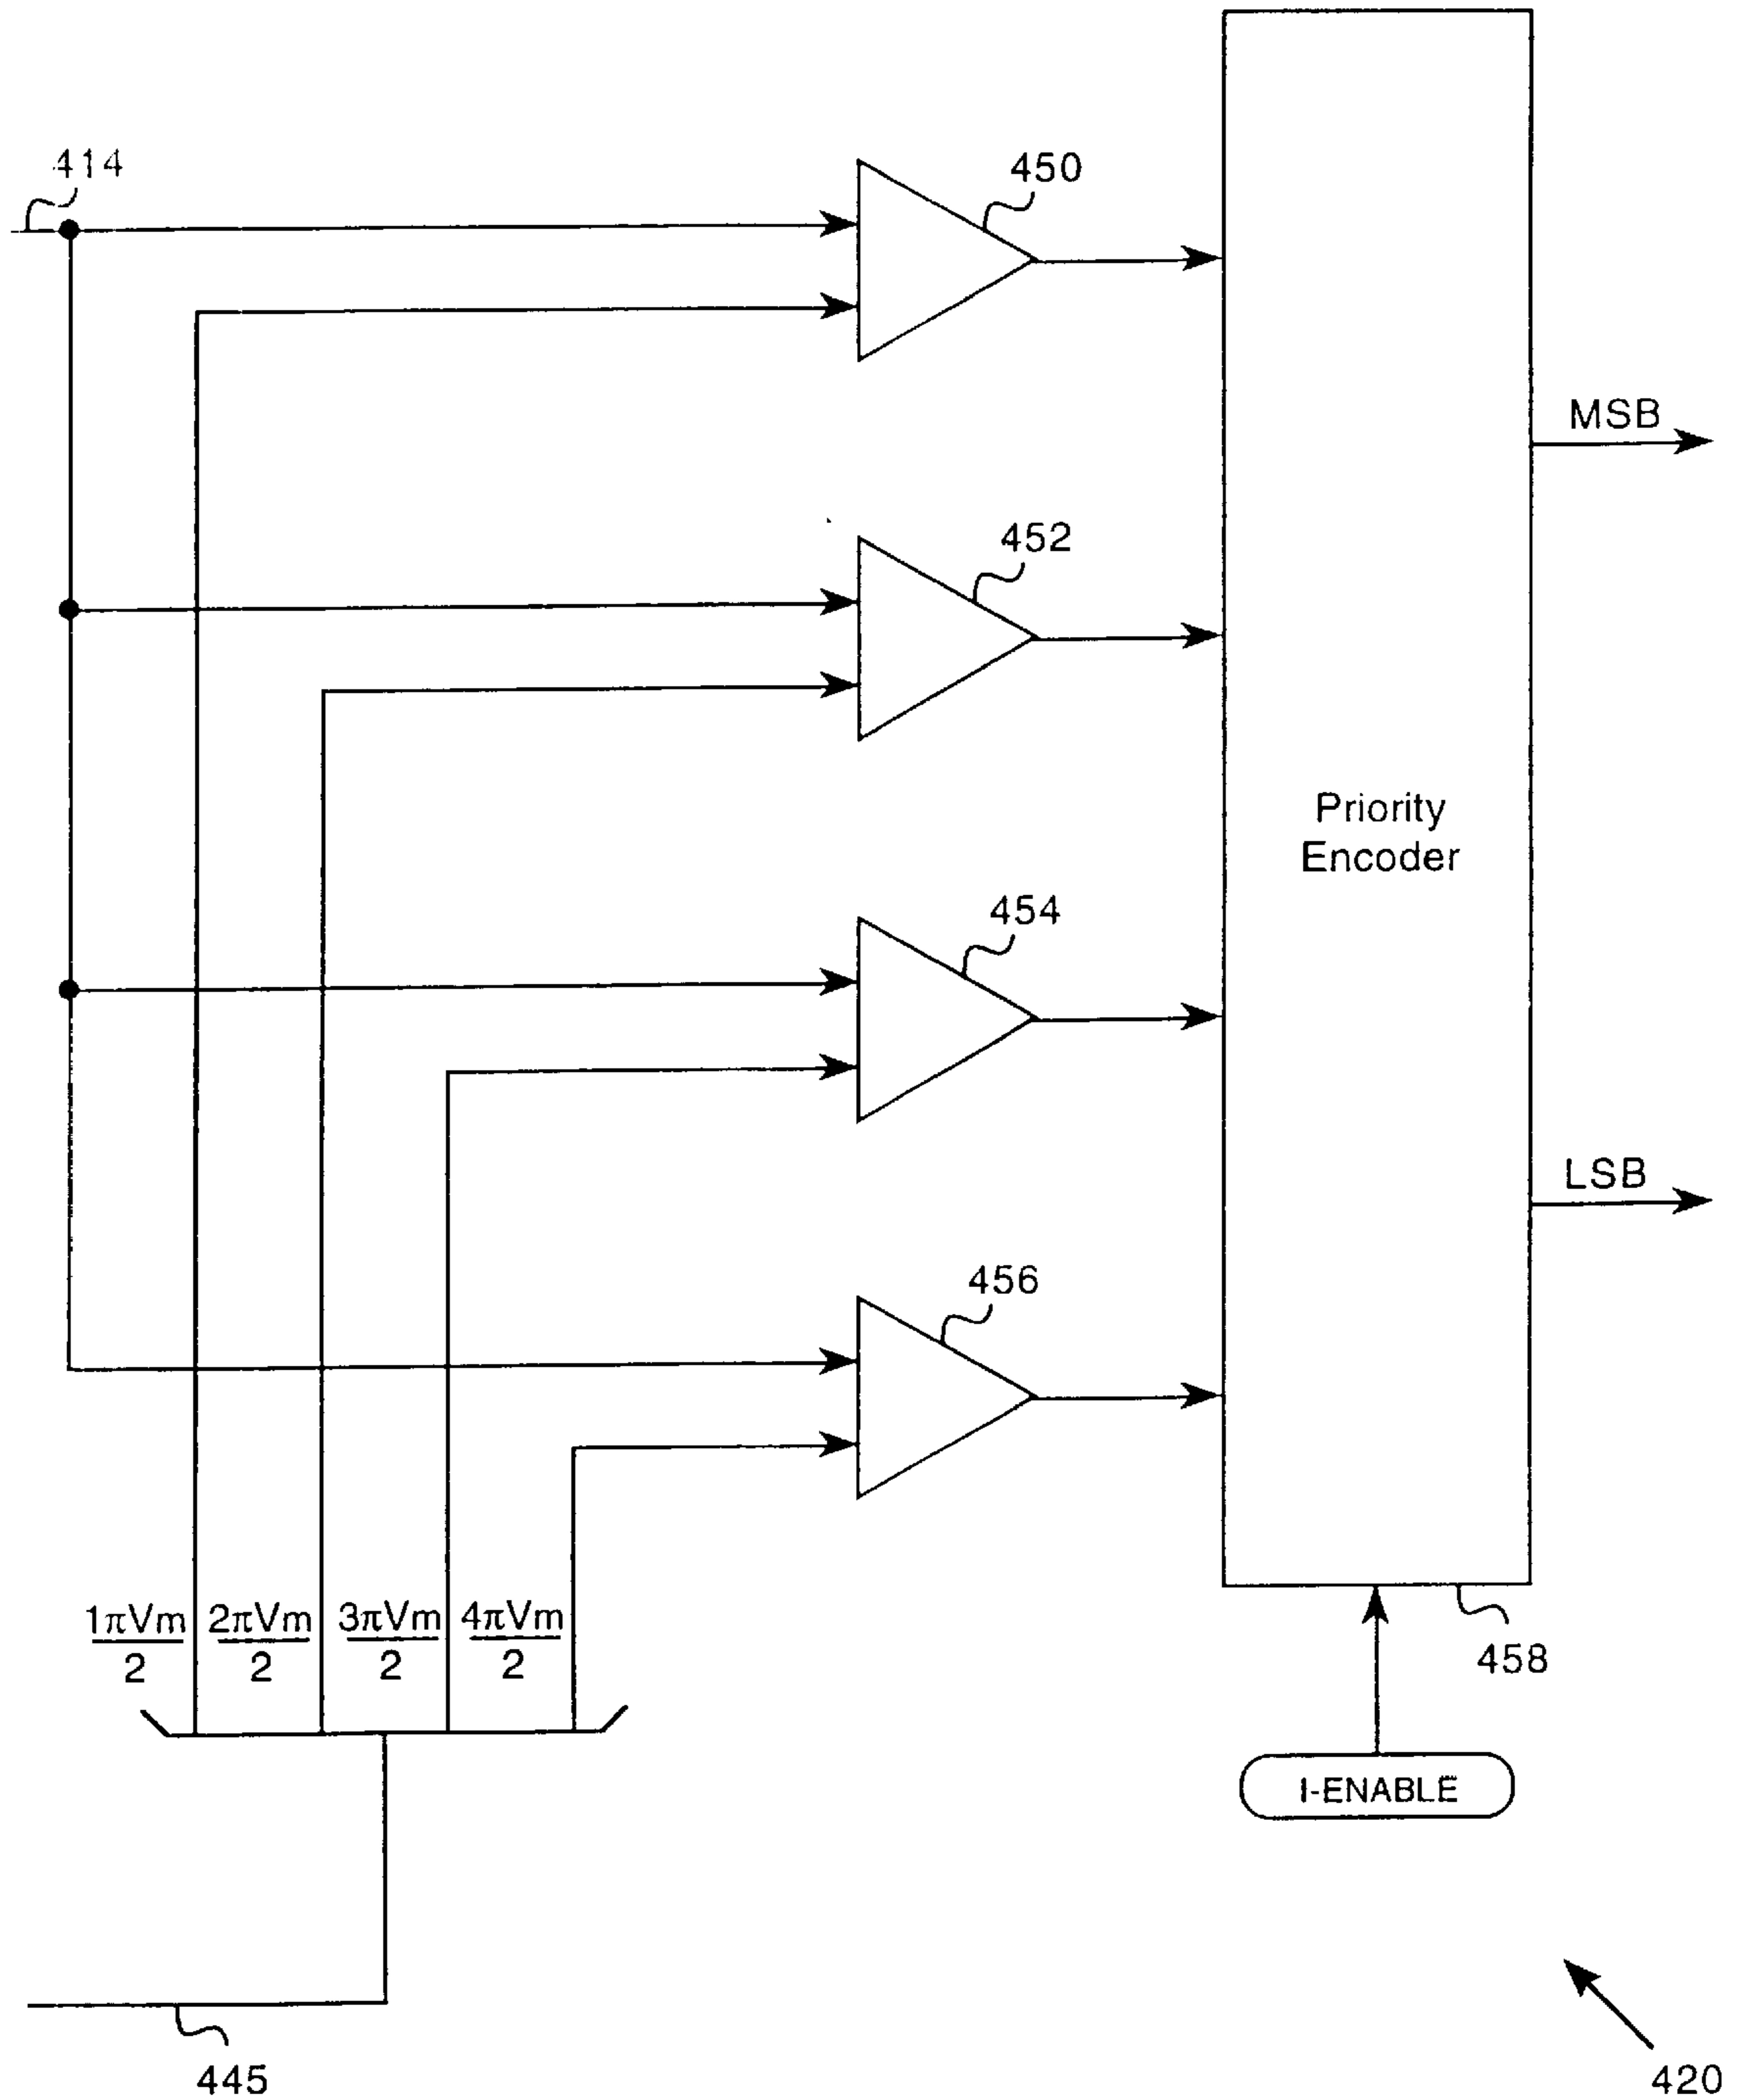 414
450
MSB
452
Priority
Encoder
454
LSB
456
1πVm
2
2πVm
2
3πVm
2
4πVm
2
458
I-ENABLE
445
420